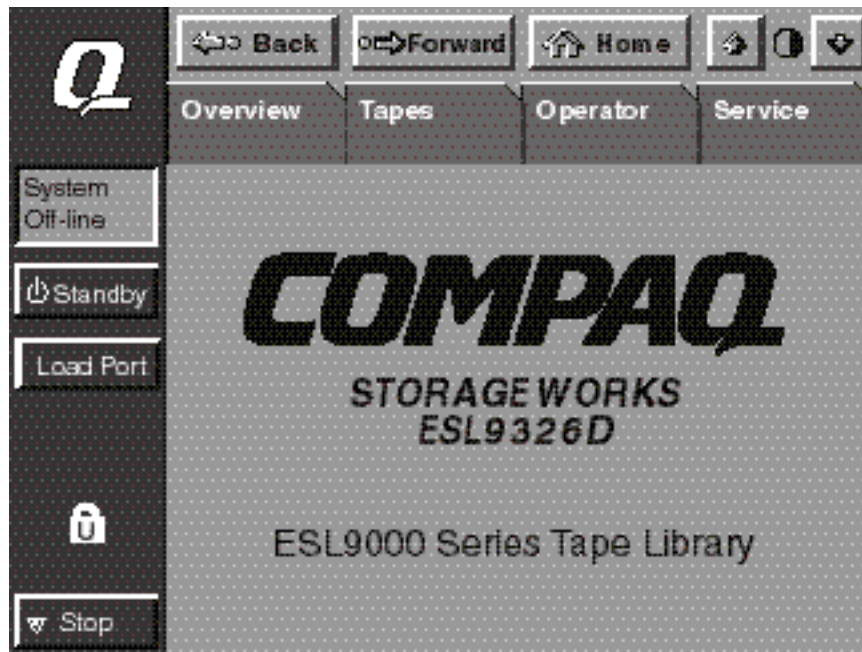 Q
Back
Forward
Home
Overview
Tapes
Operator
Service
System
Off-line
Standby
Load Port
U
Stop
COMPAQ
STORAGEWORKS
ESL9326D
ESL9000 Series Tape Library